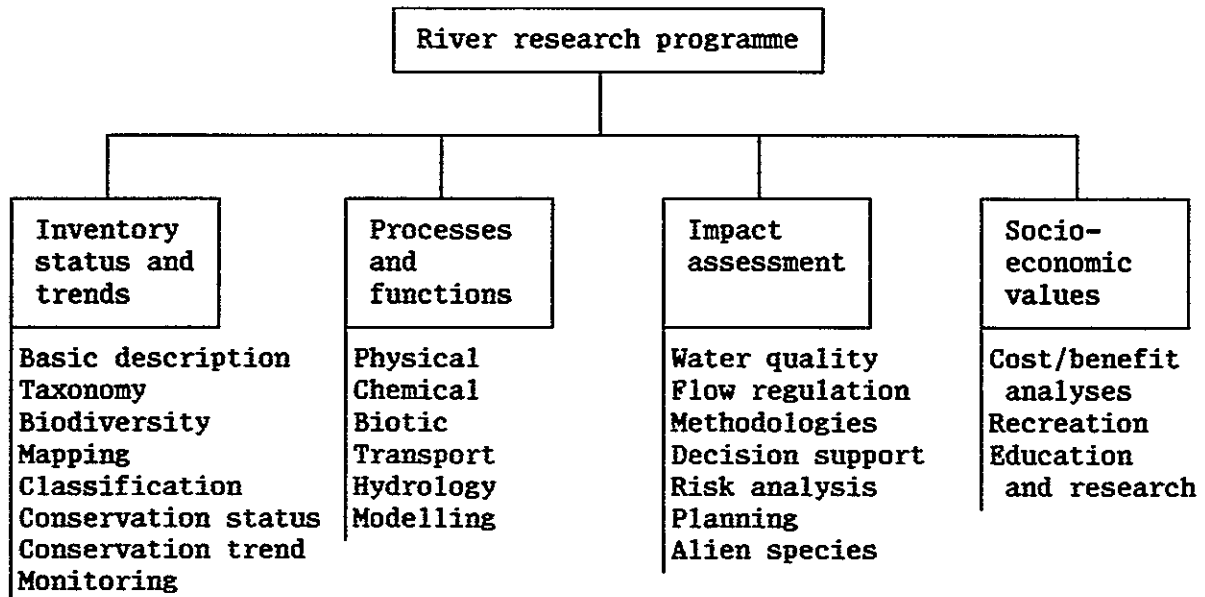 River research programme
Inventory
status and
trends
Basic description
Taxonomy
Biodiversity
Mapping
Classification
Conservation status
Conservation trend
Monitoring
Processes
and
functions
Physical
Chemical
Biotic
Transport
Hydrology
Modelling
Impact
assessment
Water quality
Flow regulation
Methodologies
Decision support
Risk analysis
Planning
Alien species
Socio-
economic
values
Cost/benefit
analyses
Recreation
Education
and research